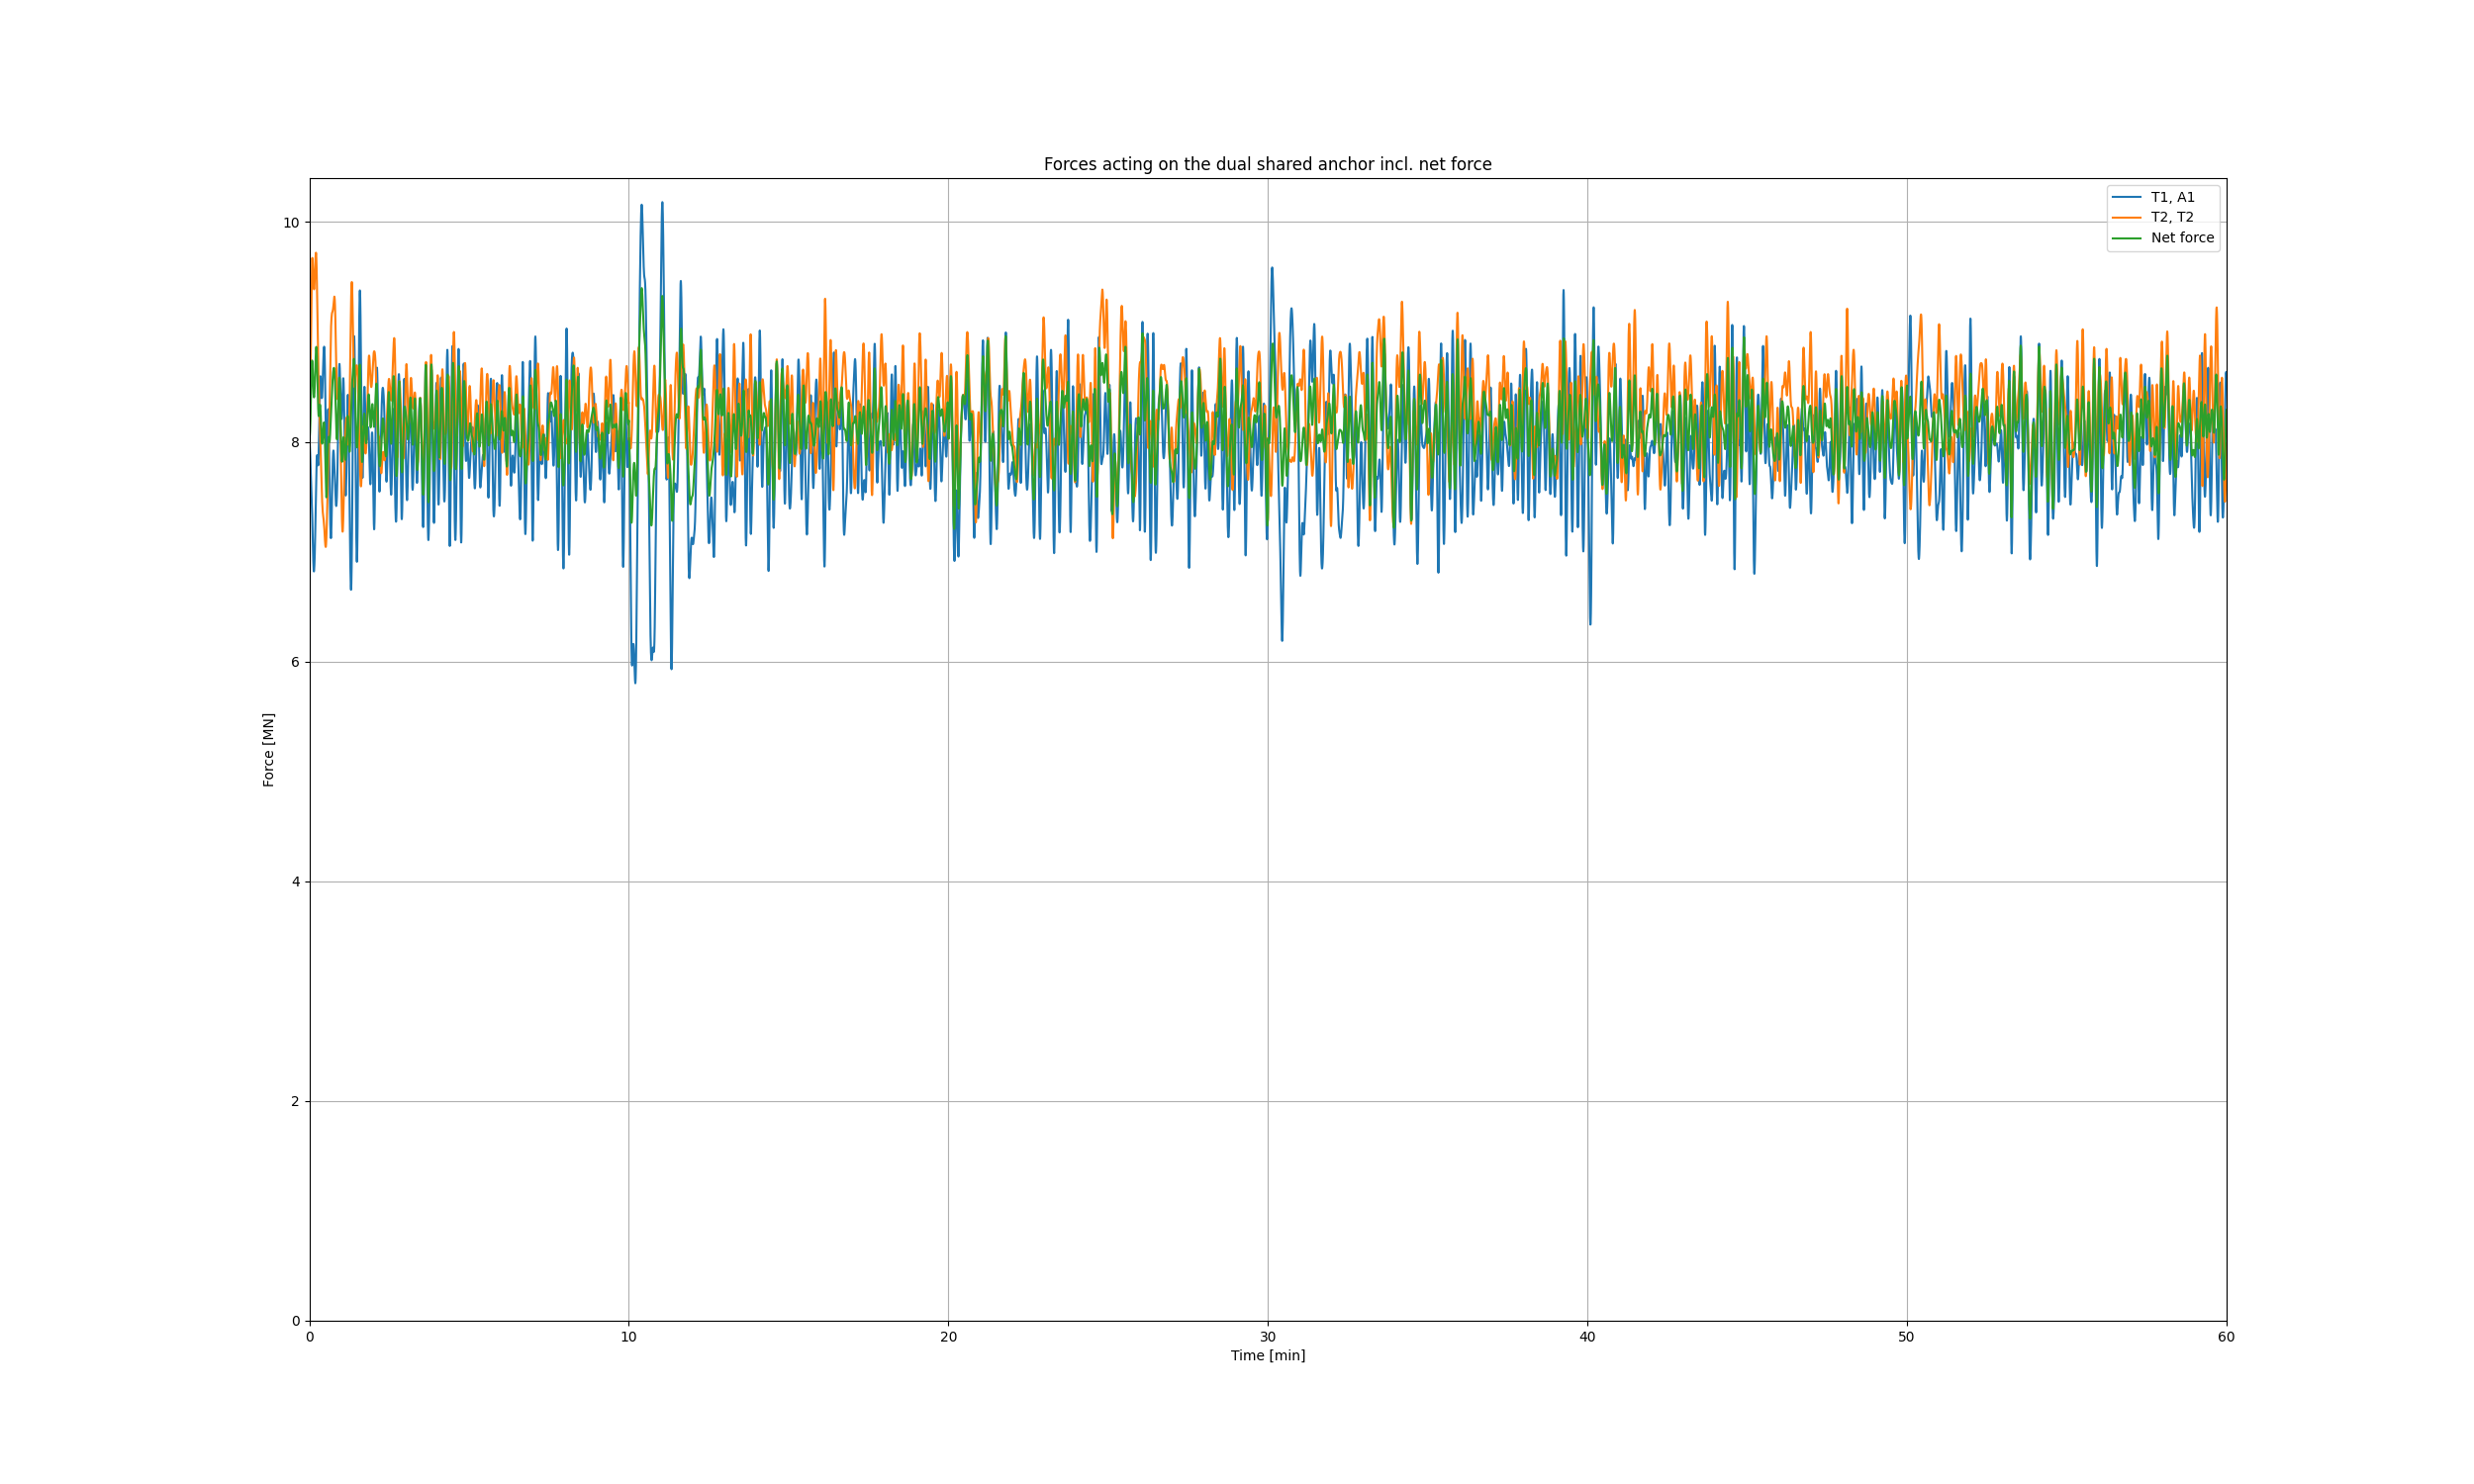 Forces acting on the dual shared anchor incl. net force
T1, A1
T2, T2
Net force
10
8
6
4
2
0
Force [MN]
0 10 20 30 40 50 60
Time [min]